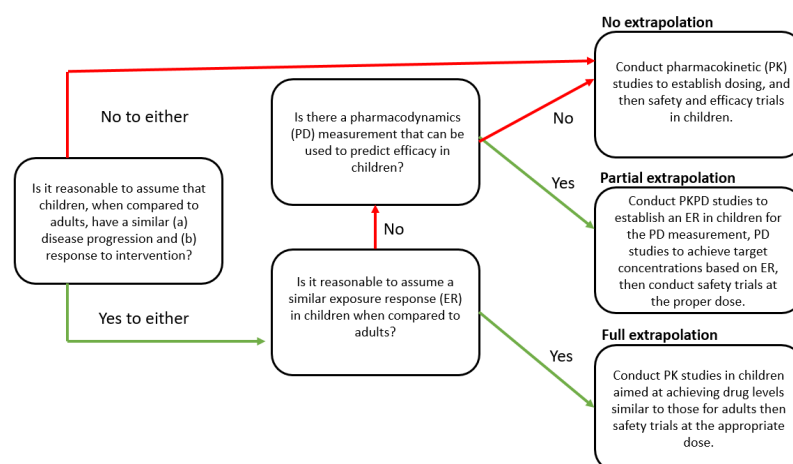 No extrapolation
Conduct pharmacokinetic (PK)
studies to establish dosing, and
then safety and efficacy trials
in children.
No to either
Is there a pharmacodynamics
(PD) measurement that can be
used to predict efficacy in
children?
No
Yes
Is it reasonable to assume that
children, when compared to
adults, have a similar (a)
disease progression and (b)
response to intervention?
Partial extrapolation
Conduct PKPD studies to
establish an ER in children for
the PD measurement, PD
studies to achieve target
concentrations based on ER,
then conduct safety trials at
the proper dose.
No
Yes to either
Is it reasonable to assume a
similar exposure response (ER)
in children when compared to
adults?
Yes
Full extrapolation
Conduct PK studies in children
aimed at achieving drug levels
similar to those for adults then
safety trials at the appropriate
dose.